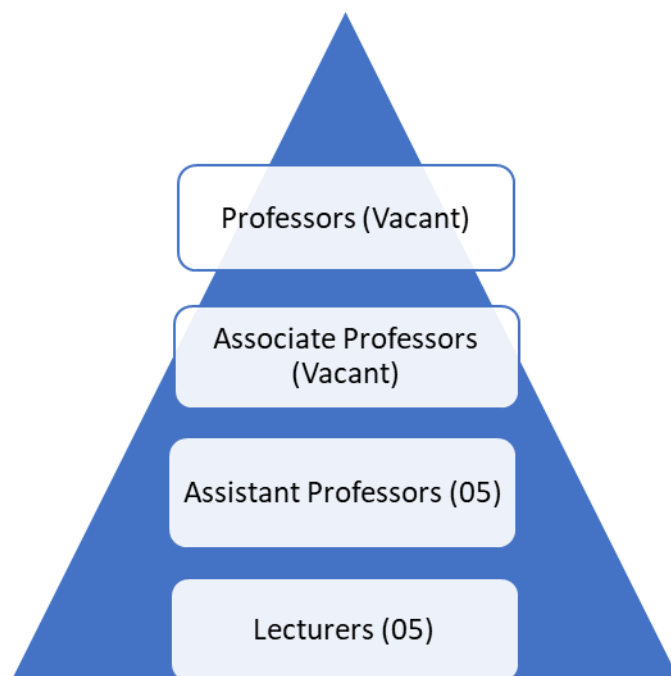 Professors (Vacant)
Associate Professors
(Vacant)
Assistant Professors (05)
Lecturers (05)